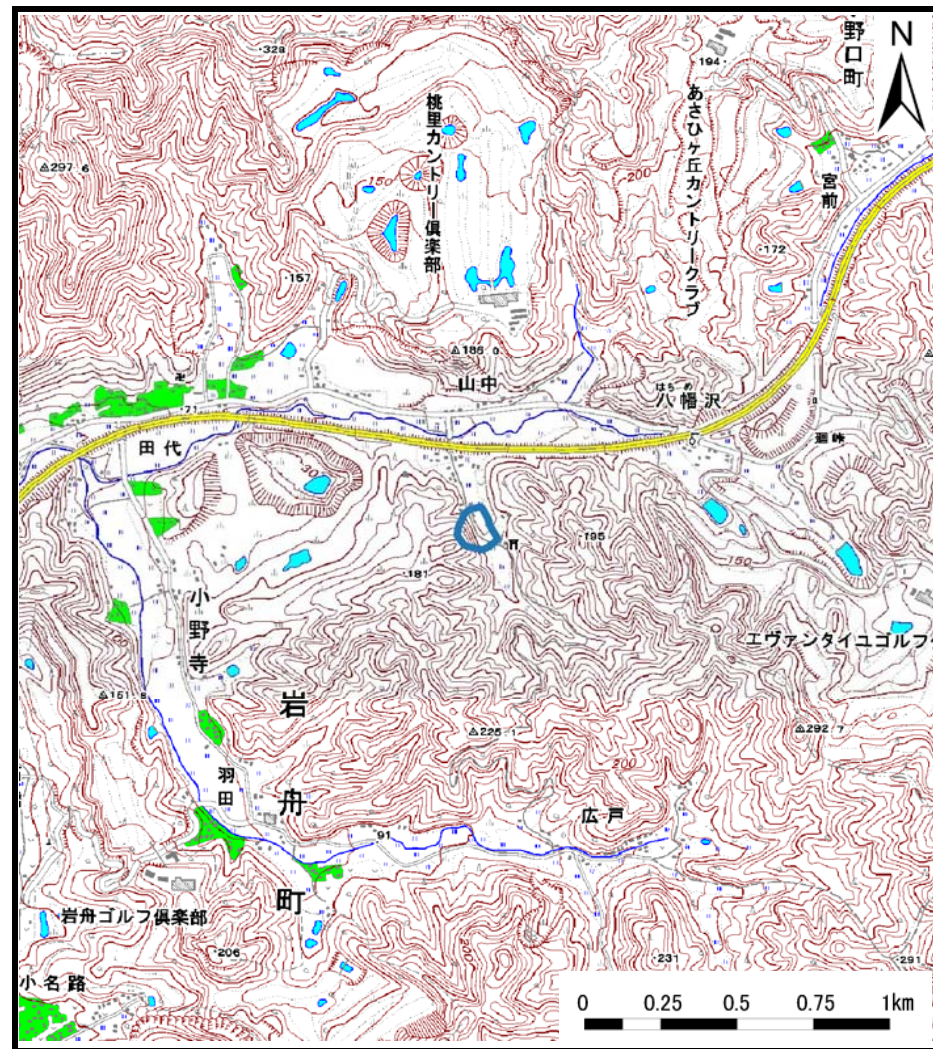 野口町
N
・328
194
桃里カントリー倶楽部
あさひヶ丘カントリークラブ
△297.6
150
200
宮前
・172
・157
△185.0
山中
はちめ
八幡沢
・71
廻峠
田代
・195
150
・181
小野寺
エヴァンタイユゴルフ
△151.8
岩舟町
△225.1
△292.7
200
羽田
広戸
91
岩舟ゴルフ倶楽部
・206
200
・231
・291
小名路
0 0.25 0.5 0.75 1km